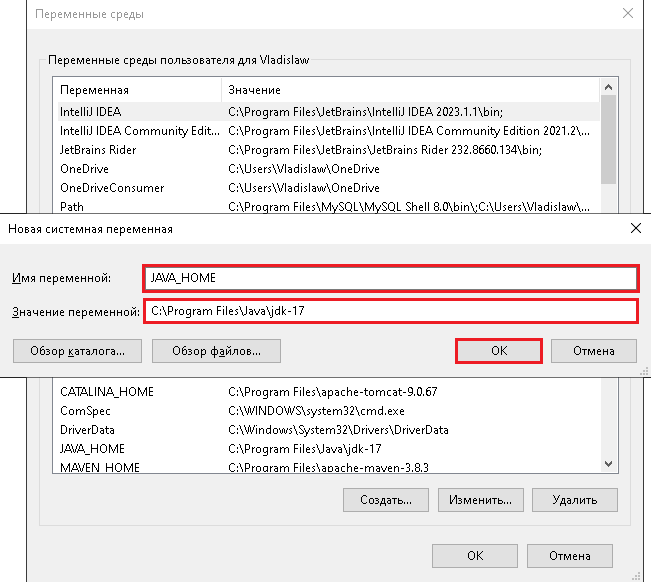 Переменные среды
Переменные среды пользователя для Vladislaw
Переменная Значение
IntelliJ IDEA C:\Program Files\JetBrains\IntelliJ IDEA 2023.1.1\bin;
IntelliJ IDEA Community Edit... C:\Program Files\JetBrains\IntelliJ IDEA Community Edition 2021.2\...
JetBrains Rider C:\Program Files\JetBrains\JetBrains Rider 232.8660.134\bin;
OneDrive C:\Users\Vladislaw\OneDrive
OneDriveConsumer C:\Users\Vladislaw\OneDrive
Path C:\Program Files\MySQL\MySQL Shell 8.0\bin\;C:\Users\Vladislaw\...
Новая системная переменная
Имя переменной: JAVA_HOME
Значение переменной: C:\Program Files\Java\jdk-17
Обзор каталога... Обзор файлов... OK Отмена
CATALINA_HOME C:\Program Files\apache-tomcat-9.0.67
ComSpec C:\WINDOWS\system32\cmd.exe
DriverData C:\Windows\System32\Drivers\DriverData
JAVA_HOME C:\Program Files\Java\jdk-17
MAVEN_HOME C:\Program Files\apache-maven-3.8.3
Создать... Изменить... Удалить
OK Отмена